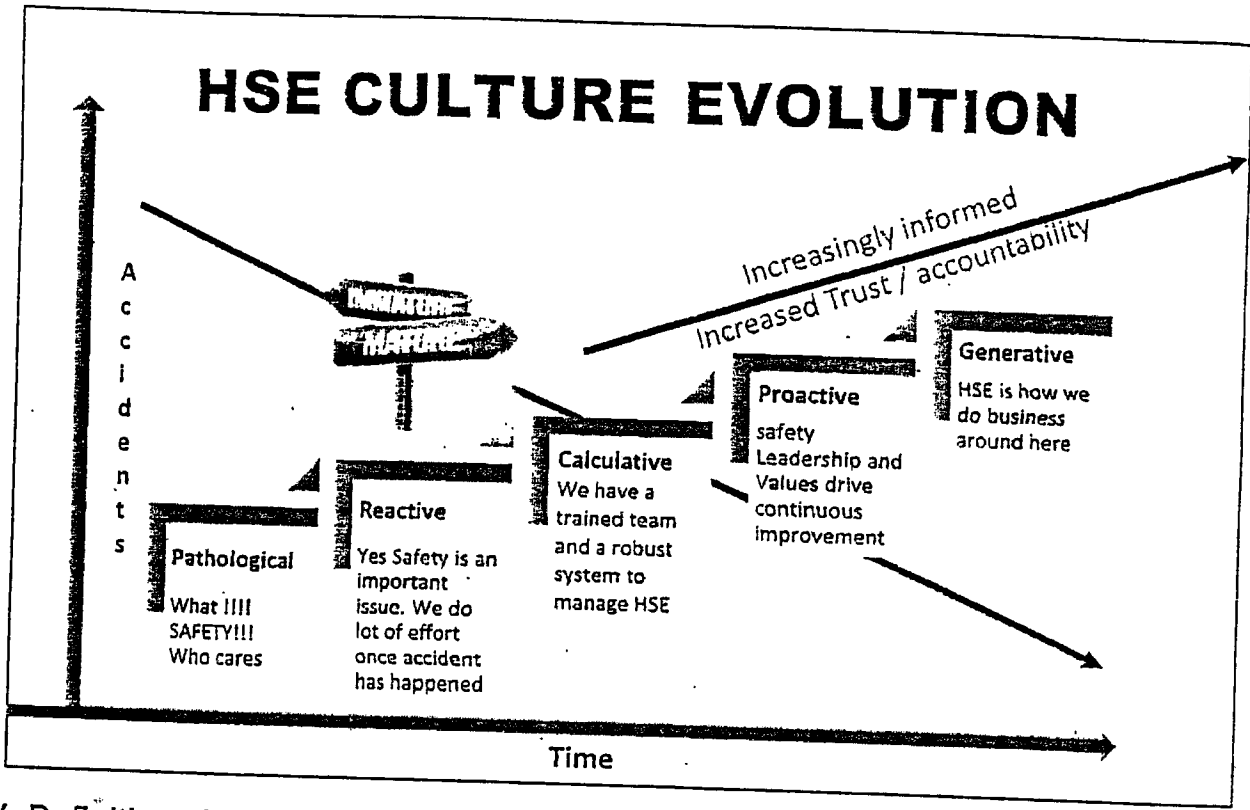 HSE CULTURE EVOLUTION
Accidents
IMMATURE
MATURE
Increasingly informed
Increased Trust / accountability
Pathological
What !!!!
SAFETY!!!
Who cares
Reactive
Yes Safety is an
important
issue. We do
lot of effort
once accident
has happened
Calculative
We have a
trained team
and a robust
system to
manage HSE
Proactive
safety
Leadership and
Values drive
continuous
improvement
Generative
HSE is how we
do business
around here
Time